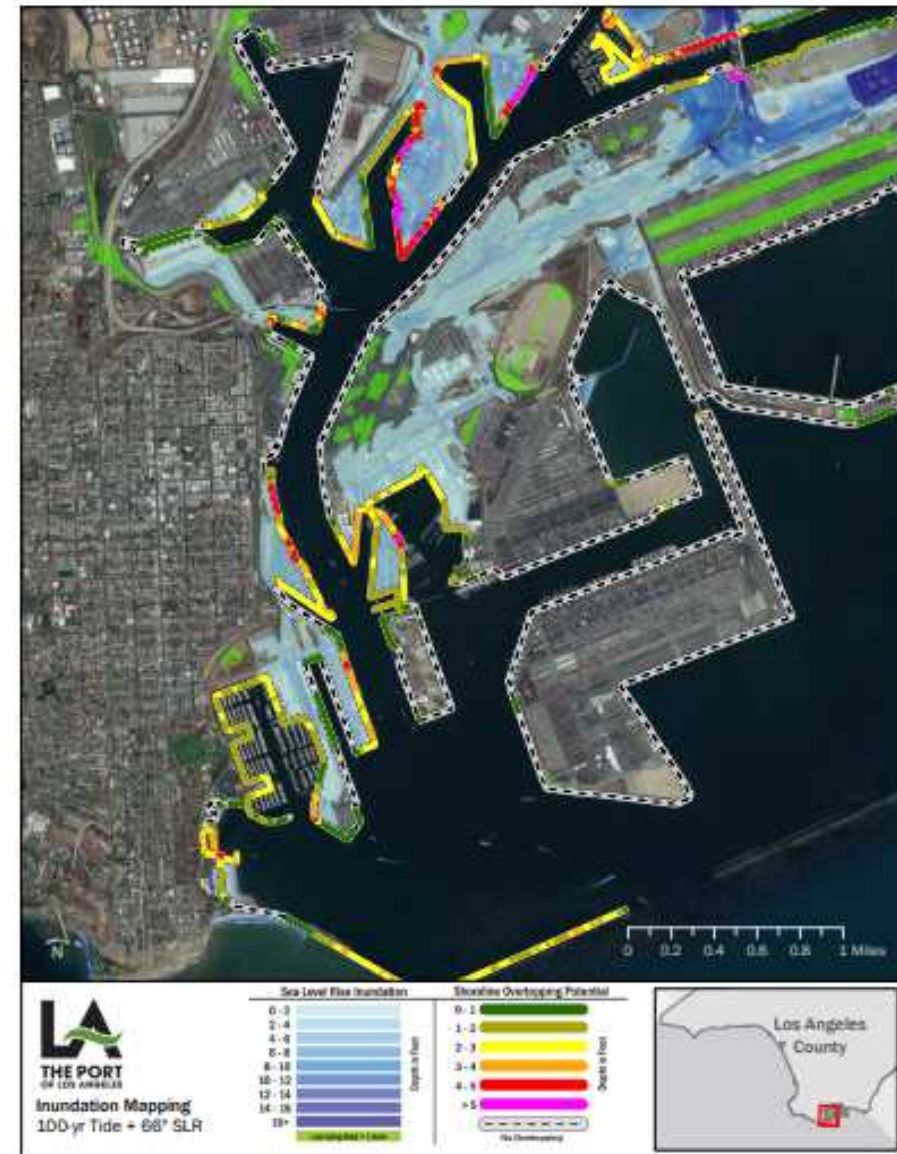 N
0 0.2 0.4 0.6 0.8 1 Miles
LA
THE PORT
OF LOS ANGELES
Inundation Mapping
100-yr Tide + 66" SLR
Sea Level Rise Inundation
0 - 2
2 - 4
4 - 6
6 - 8
8 - 10
10 - 12
12 - 14
14 - 16
16+
Depth in Feet
Shoreline Overtopping Potential
0 - 1
1 - 2
2 - 3
3 - 4
4 - 5
> 5
No Overtopping
Depth in Feet
Los Angeles
County